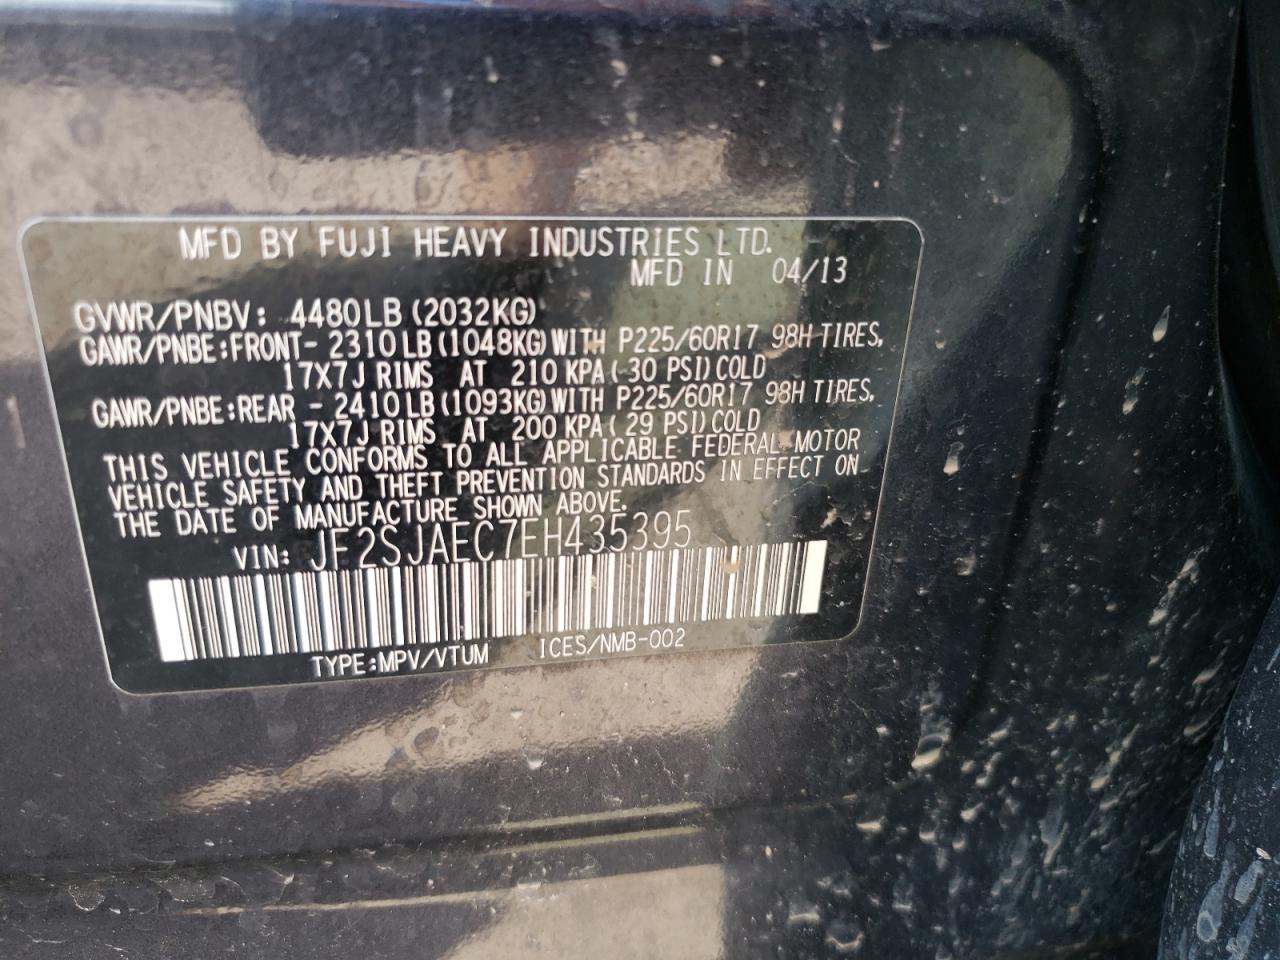 MFD BY FUJI HEAVY INDUSTRIES LTD.
MFD IN 04/13
GVWR/PNBV: 4480LB(2032KG)
GAWR/PNBE:FRONT- 2310LB(1048KG)WITH P225/60R17 98H TIRES,
17X7J RIMS AT 210 KPA( 30 PSI)COLD
GAWR/PNBE:REAR - 2410LB(1093KG)WITH P225/60R17 98H TIRES,
17X7J RIMS AT 200 KPA( 29 PSI)COLD
THIS VEHICLE CONFORMS TO ALL APPLICABLE FEDERAL MOTOR
VEHICLE SAFETY AND THEFT PREVENTION STANDARDS IN EFFECT ON
THE DATE OF MANUFACTURE SHOWN ABOVE.
VIN: JF2SJAEC7EH435395
TYPE:MPV/VTUM ICES/NMB-002